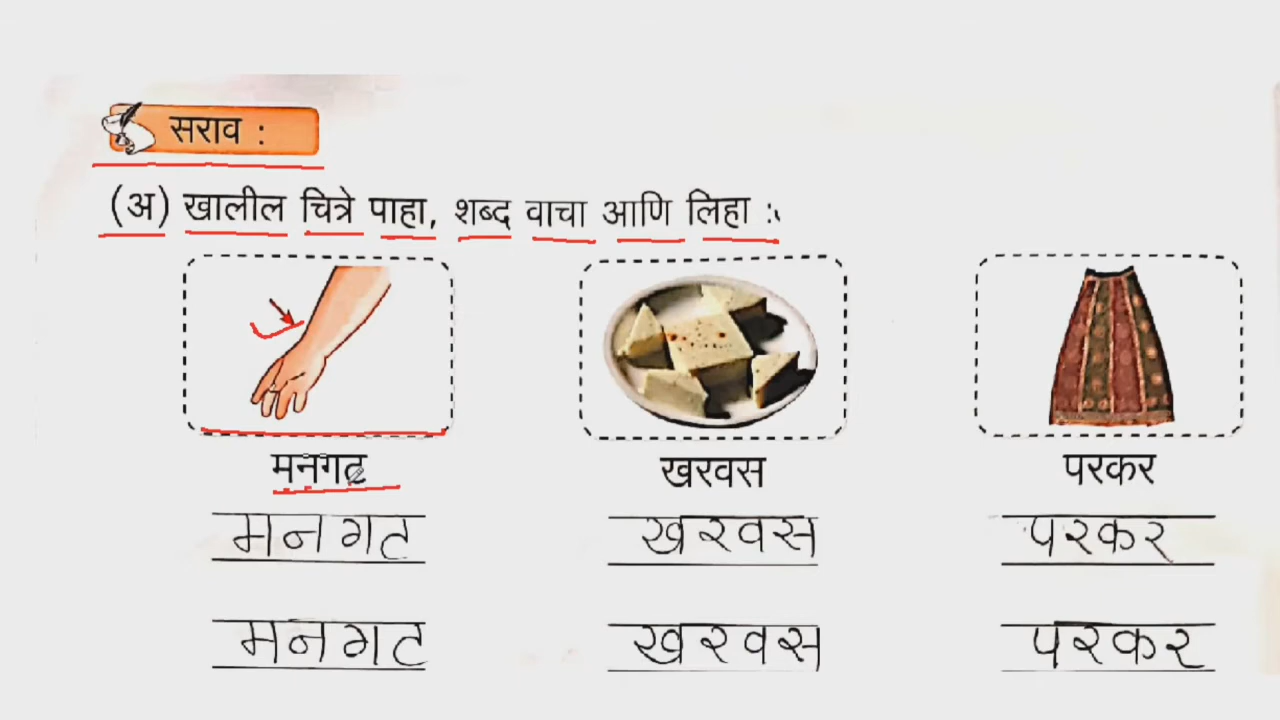 सराव :
(अ) खालील चित्रे पाहा, शब्द वाचा आणि लिहा :
मनगट खरवस परकर
मनगट खरवस परकर
मनगट खरवस परकर